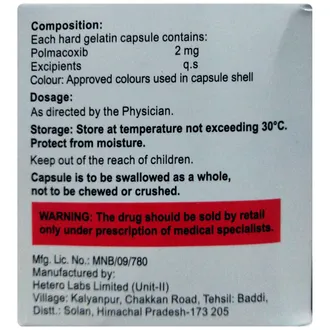 Composition:
Each hard gelatin capsule contains:
Polmacoxib 2 mg
Excipients q.s
Colour: Approved colours used in capsule shell
Dosage:
As directed by the Physician.
Storage: Store at temperature not exceeding 30°C.
Protect from moisture.
Keep out of the reach of children.
Capsule is to be swallowed as a whole,
not to be chewed or crushed.
WARNING: The drug should be sold by retail
only under prescription of medical specialists.
Mfg. Lic. No.: MNB/09/780
Manufactured by:
Hetero Labs Limited (Unit-II)
Village: Kalyanpur, Chakkan Road, Tehsil: Baddi,
Distt.: Solan, Himachal Pradesh-173 205